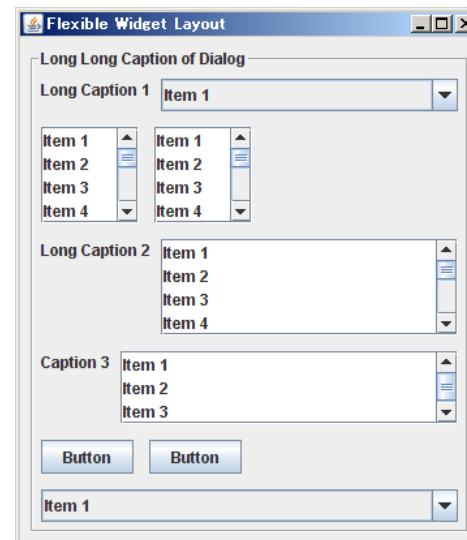 Flexible Widget Layout
Long Long Caption of Dialog
Long Caption 1 Item 1
Item 1 Item 1
Item 2 Item 2
Item 3 Item 3
Item 4 Item 4
Long Caption 2 Item 1
Item 2
Item 3
Item 4
Caption 3 Item 1
Item 2
Item 3
Button Button
Item 1